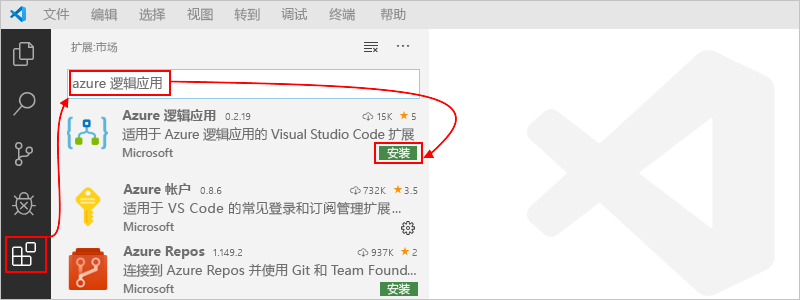 文件 编辑 选择 视图 转到 调试 终端 帮助
扩展:市场
azure 逻辑应用
Azure 逻辑应用 0.2.19 15K 5
适用于 Azure 逻辑应用的 Visual Studio Code 扩展
Microsoft 安装
Azure 帐户 0.8.6 732K 3.5
适用于 VS Code 的常见登录和订阅管理扩展...
Microsoft
Azure Repos 1.149.2 937K 2
连接到 Azure Repos 并使用 Git 和 Team Found...
Microsoft 安装